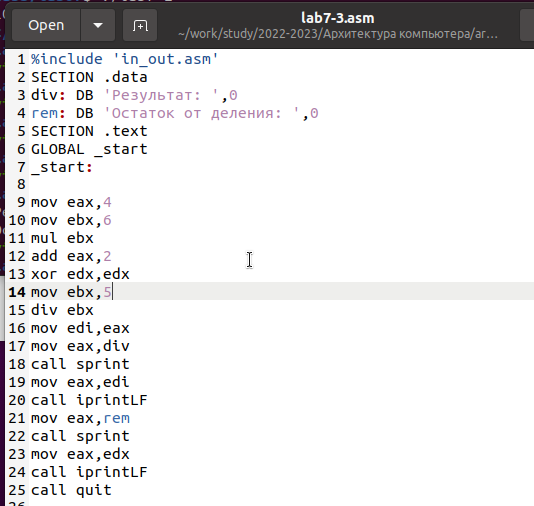 Open
lab7-3.asm
~/work/study/2022-2023/Архитектура компьютера/ar…
1 %include 'in_out.asm'
2 SECTION .data
3 div: DB 'Результат: ',0
4 rem: DB 'Остаток от деления: ',0
5 SECTION .text
6 GLOBAL _start
7 _start:
8
9 mov eax,4
10 mov ebx,6
11 mul ebx
12 add eax,2
13 xor edx,edx
14 mov ebx,5
15 div ebx
16 mov edi,eax
17 mov eax,div
18 call sprint
19 mov eax,edi
20 call iprintLF
21 mov eax,rem
22 call sprint
23 mov eax,edx
24 call iprintLF
25 call quit